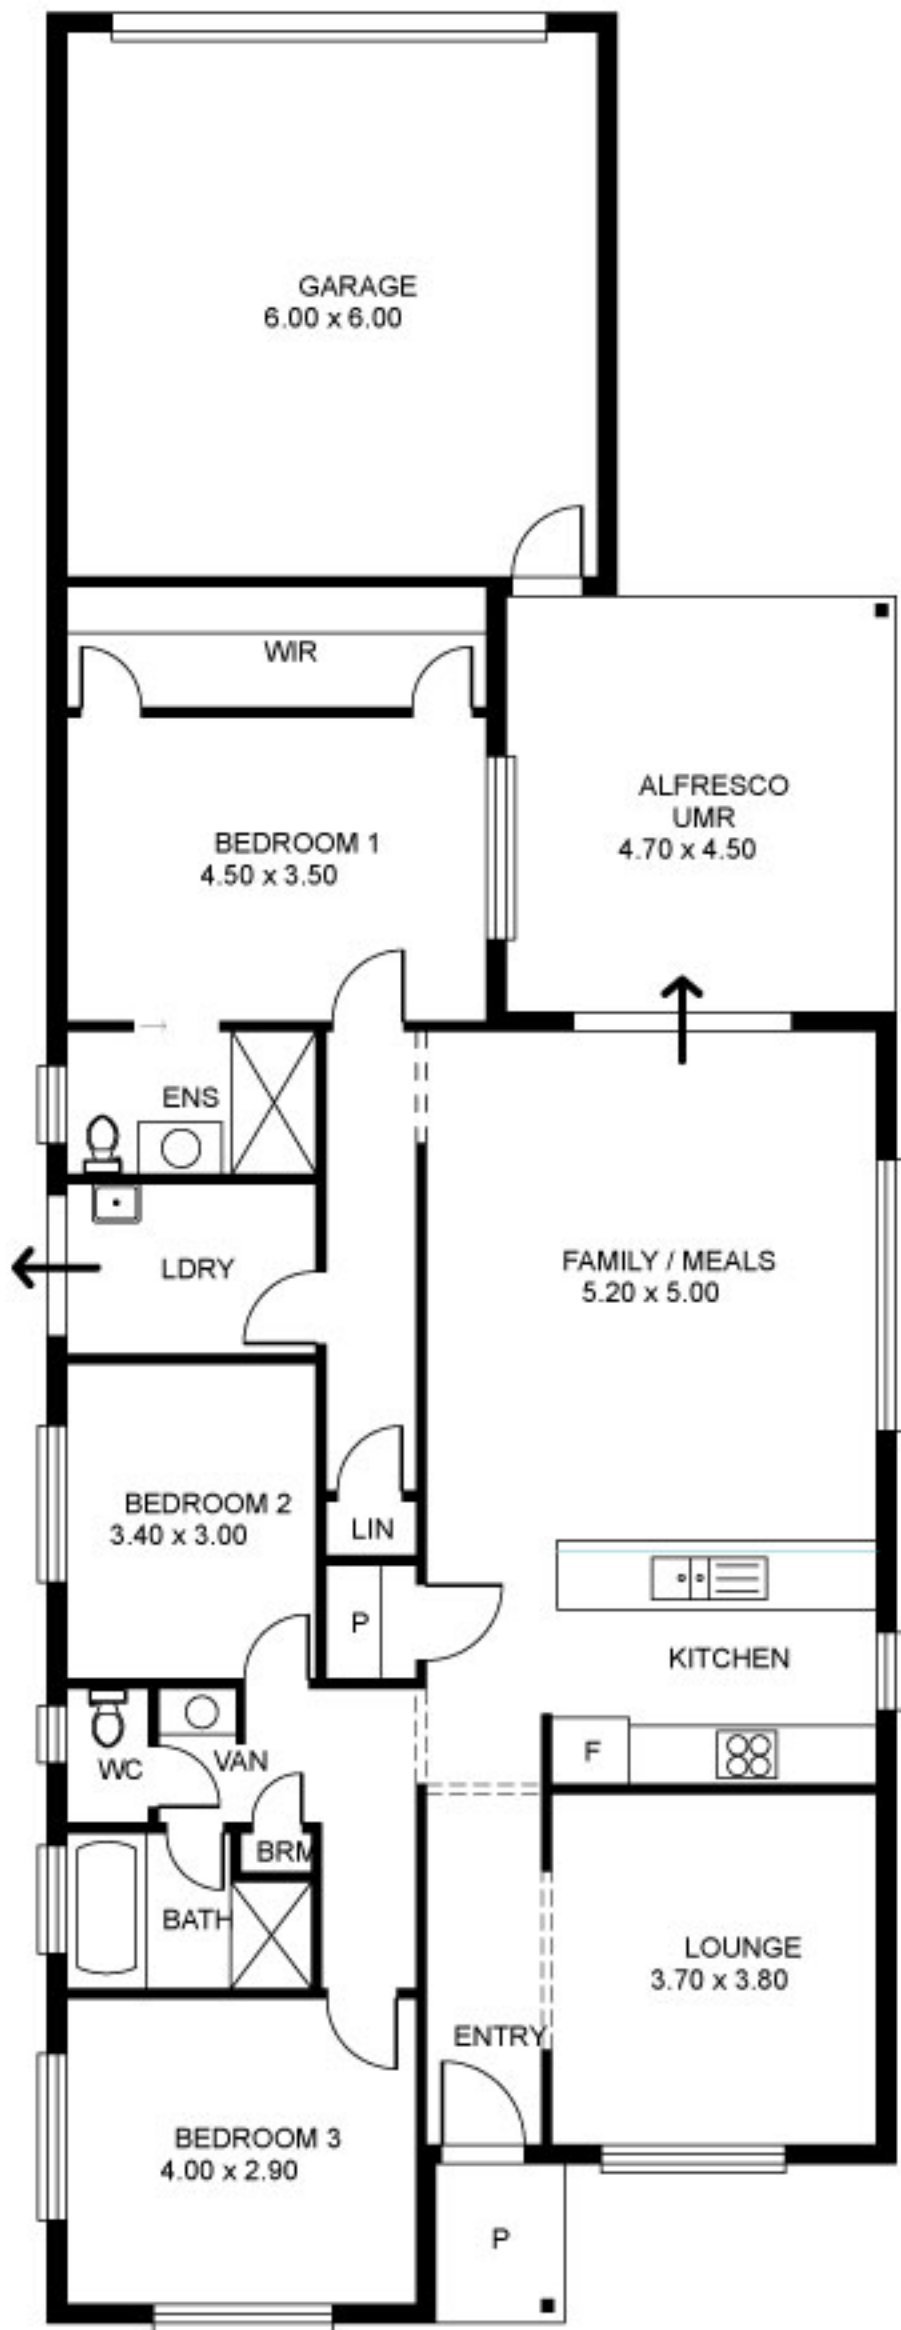 GARAGE
6.00 x 6.00
WIR
BEDROOM 1
4.50 x 3.50
ALFRESCO
UMR
4.70 x 4.50
ENS
LDRY
FAMILY / MEALS
5.20 x 5.00
BEDROOM 2
3.40 x 3.00
LIN
P
KITCHEN
F
WC
VAN
BRM
BATH
LOUNGE
3.70 x 3.80
ENTRY
BEDROOM 3
4.00 x 2.90
P